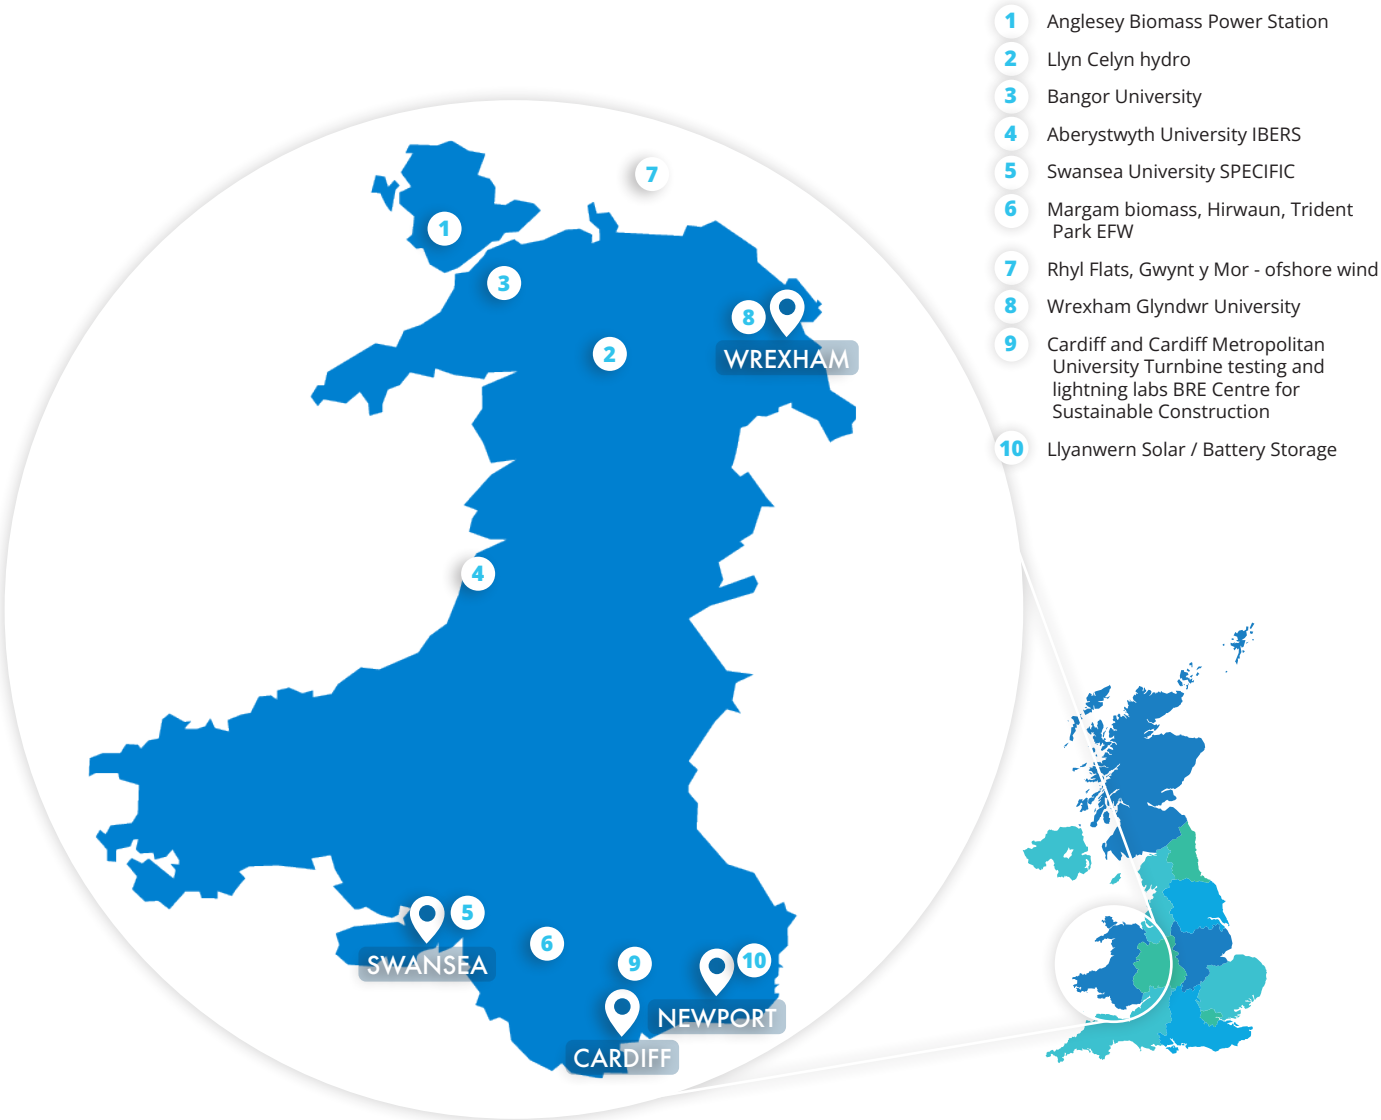 1 Anglesey Biomass Power Station
2 Llyn Celyn hydro
3 Bangor University
4 Aberystwyth University IBERS
5 Swansea University SPECIFIC
6 Margam biomass, Hirwaun, Trident
Park EFW
7 Rhyl Flats, Gwynt y Mor - ofshore wind
8 Wrexham Glyndwr University
9 Cardiff and Cardiff Metropolitan
University Turnbine testing and
lightning labs BRE Centre for
Sustainable Construction
10 Llyanwern Solar / Battery Storage
7
1
3
8
2
WREXHAM
4
5
6
SWANSEA
9
10
NEWPORT
CARDIFF